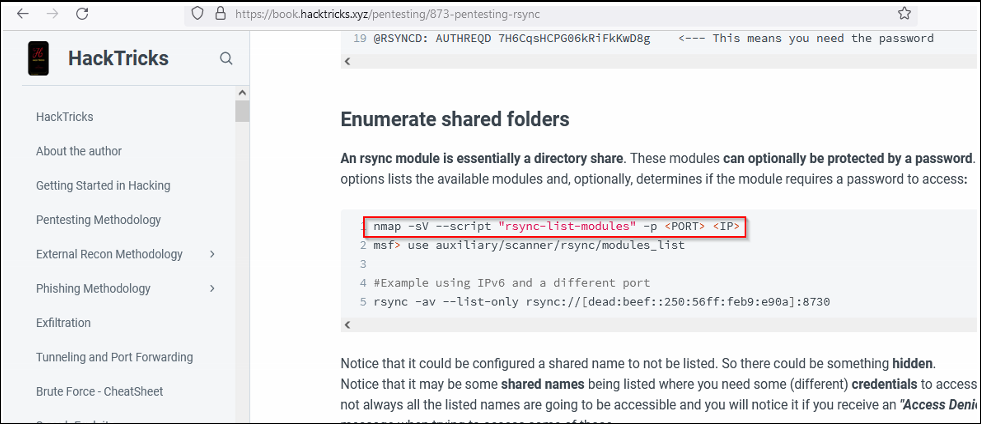 https://book.hacktricks.xyz/pentesting/873-pentesting-rsync
HackTricks
HackTricks
About the author
Getting Started in Hacking
Pentesting Methodology
External Recon Methodology
Phishing Methodology
Exfiltration
Tunneling and Port Forwarding
Brute Force - CheatSheet
19 @RSYNCD: AUTHREQD 7H6CqsHCPG06kRiFkKwD8g <--- This means you need the password
Enumerate shared folders
An rsync module is essentially a directory share. These modules can optionally be protected by a password.
options lists the available modules and, optionally, determines if the module requires a password to access:
1 nmap -sV --script "rsync-list-modules" -p <PORT> <IP>
2 msf> use auxiliary/scanner/rsync/modules_list
3
4 #Example using IPv6 and a different port
5 rsync -av --list-only rsync://[dead:beef::250:56ff:feb9:e90a]:8730
Notice that it could be configured a shared name to not be listed. So there could be something hidden.
Notice that it may be some shared names being listed where you need some (different) credentials to access
not always all the listed names are going to be accessible and you will notice it if you receive an "Access